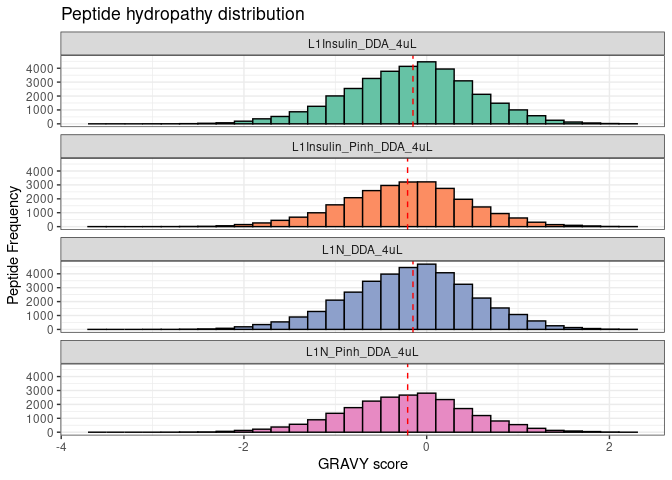 Peptide hydropathy distribution
L1Insulin_DDA_4uL
4000
3000
2000
1000
0
L1Insulin_Pinh_DDA_4uL
4000
3000
2000
1000
0
L1N_DDA_4uL
4000
3000
2000
1000
0
L1N_Pinh_DDA_4uL
4000
3000
2000
1000
0
-4 -2 0 2
GRAVY score
Peptide Frequency